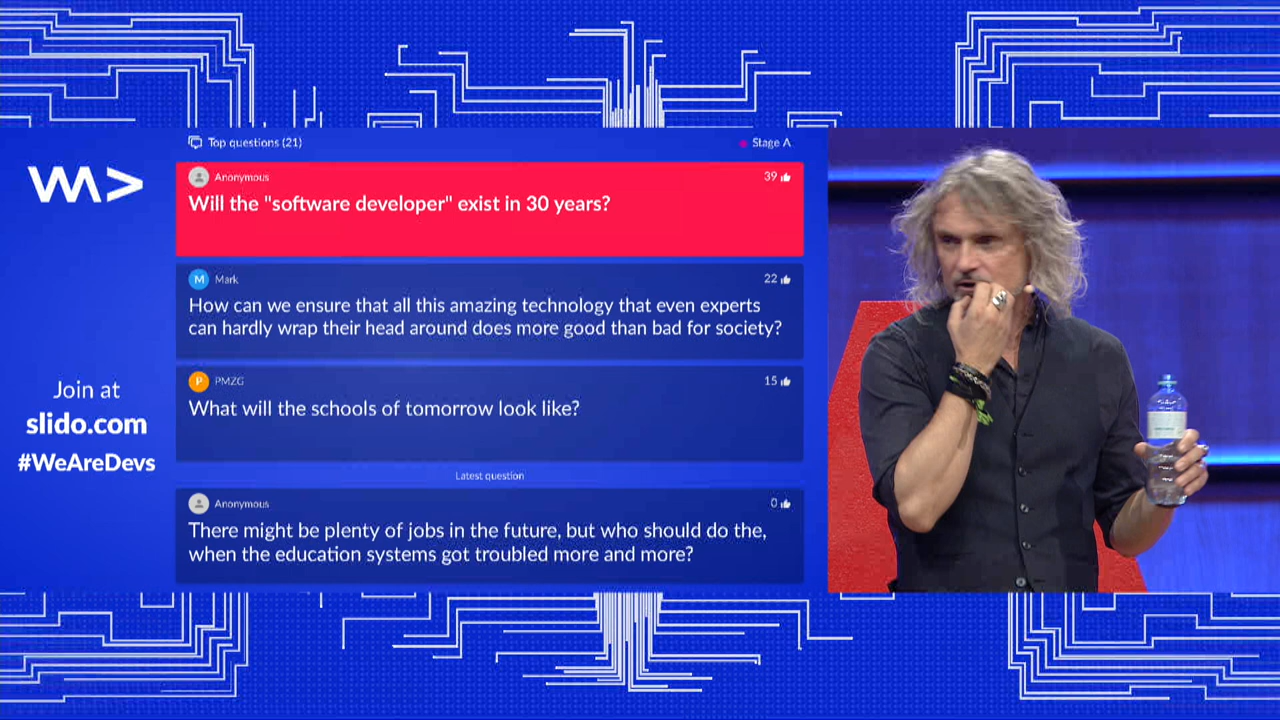 Top questions (21)
Stage A
WA>
Anonymous
39
Will the "software developer" exist in 30 years?
M
Mark
22
How can we ensure that all this amazing technology that even experts
can hardly wrap their head around does more good than bad for society?
P
PMZG
15
What will the schools of tomorrow look like?
Join at
slido.com
#WeAreDevs
Latest question
Anonymous
0
There might be plenty of jobs in the future, but who should do the,
when the education systems got troubled more and more?